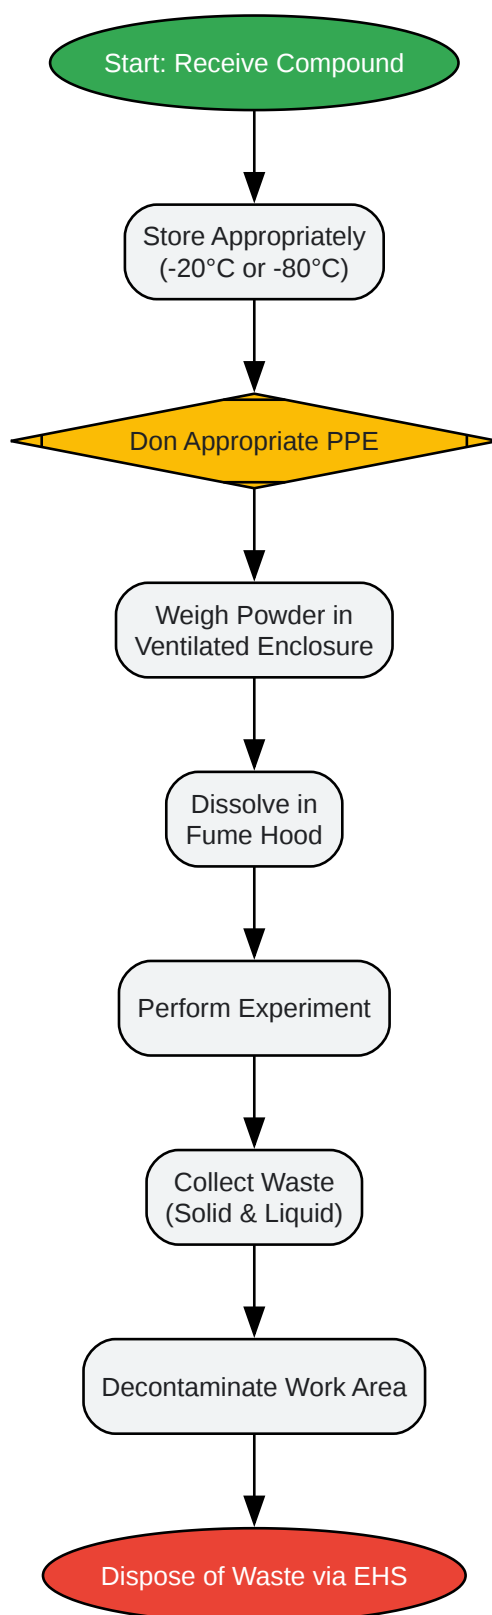 Start: Receive Compound
Store Appropriately
(-20°C or -80°C)
Don Appropriate PPE
Weigh Powder in
Ventilated Enclosure
Dissolve in
Fume Hood
Perform Experiment
Collect Waste
(Solid & Liquid)
Decontaminate Work Area
Dispose of Waste via EHS